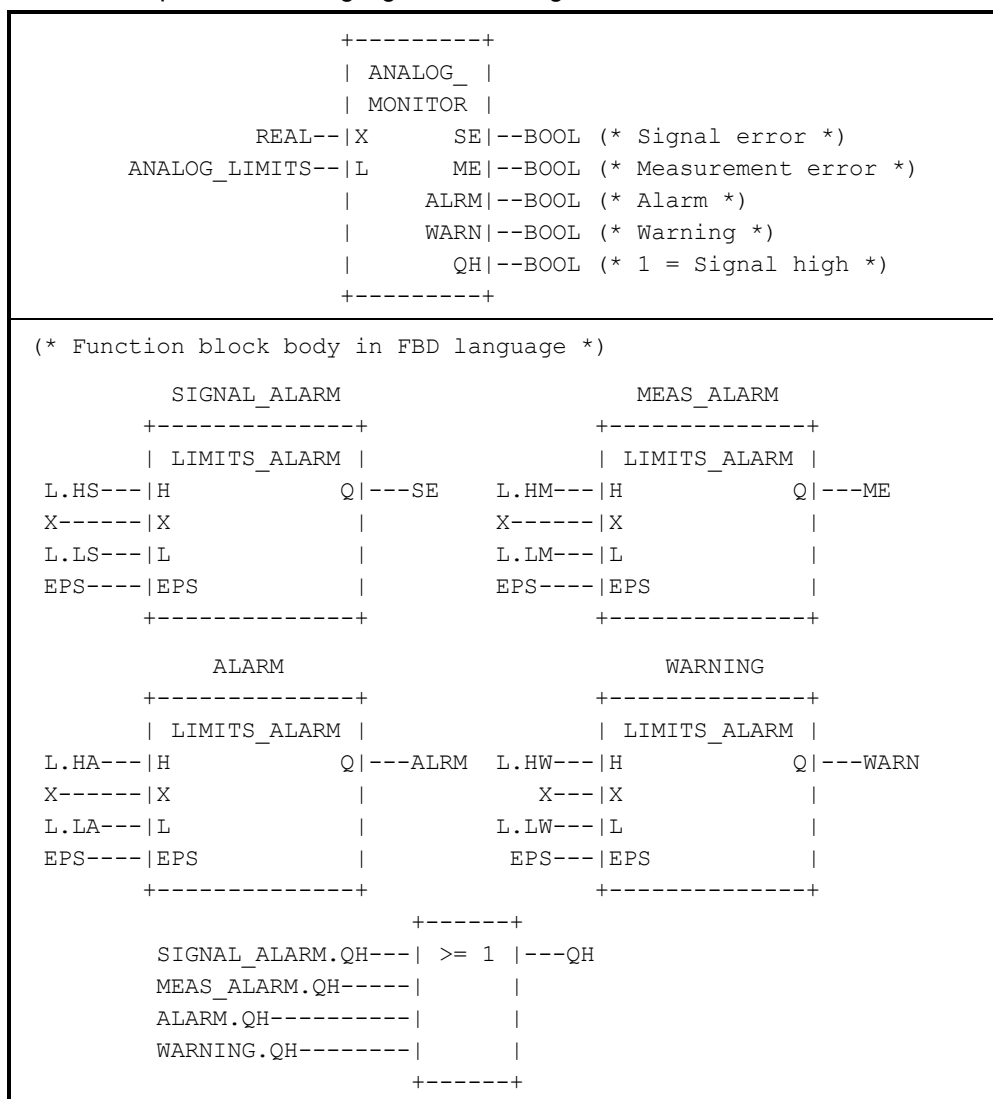 +---------+
                      | ANALOG_ |
                      | MONITOR |
                REAL--|X      SE|--BOOL (* Signal error *)
       ANALOG_LIMITS--|L      ME|--BOOL (* Measurement error *)
                      |     ALRM|--BOOL (* Alarm *)
                      |     WARN|--BOOL (* Warning *)
                      |       QH|--BOOL (* 1 = Signal high *)
                      +---------+
(* Function block body in FBD language *)
          SIGNAL_ALARM                     MEAS_ALARM
        +--------------+                +--------------+
        | LIMITS_ALARM |                | LIMITS_ALARM |
 L.HS---|H            Q|---SE    L.HM---|H            Q|---ME
 X------|X             |         X------|X             |
 L.LS---|L             |         L.LM---|L             |
 EPS----|EPS           |         EPS----|EPS           |
        +--------------+                +--------------+
             ALARM                           WARNING
        +--------------+                +--------------+
        | LIMITS_ALARM |                | LIMITS_ALARM |
 L.HA---|H            Q|---ALRM  L.HW---|H            Q|---WARN
 X------|X             |            X---|X             |
 L.LA---|L             |         L.LW---|L             |
 EPS----|EPS           |          EPS---|EPS           |
        +--------------+                +--------------+
                           +------+
         SIGNAL_ALARM.QH---| >= 1 |---QH
         MEAS_ALARM.QH-----|      |
         ALARM.QH----------|      |
         WARNING.QH--------|      |
                           +------+